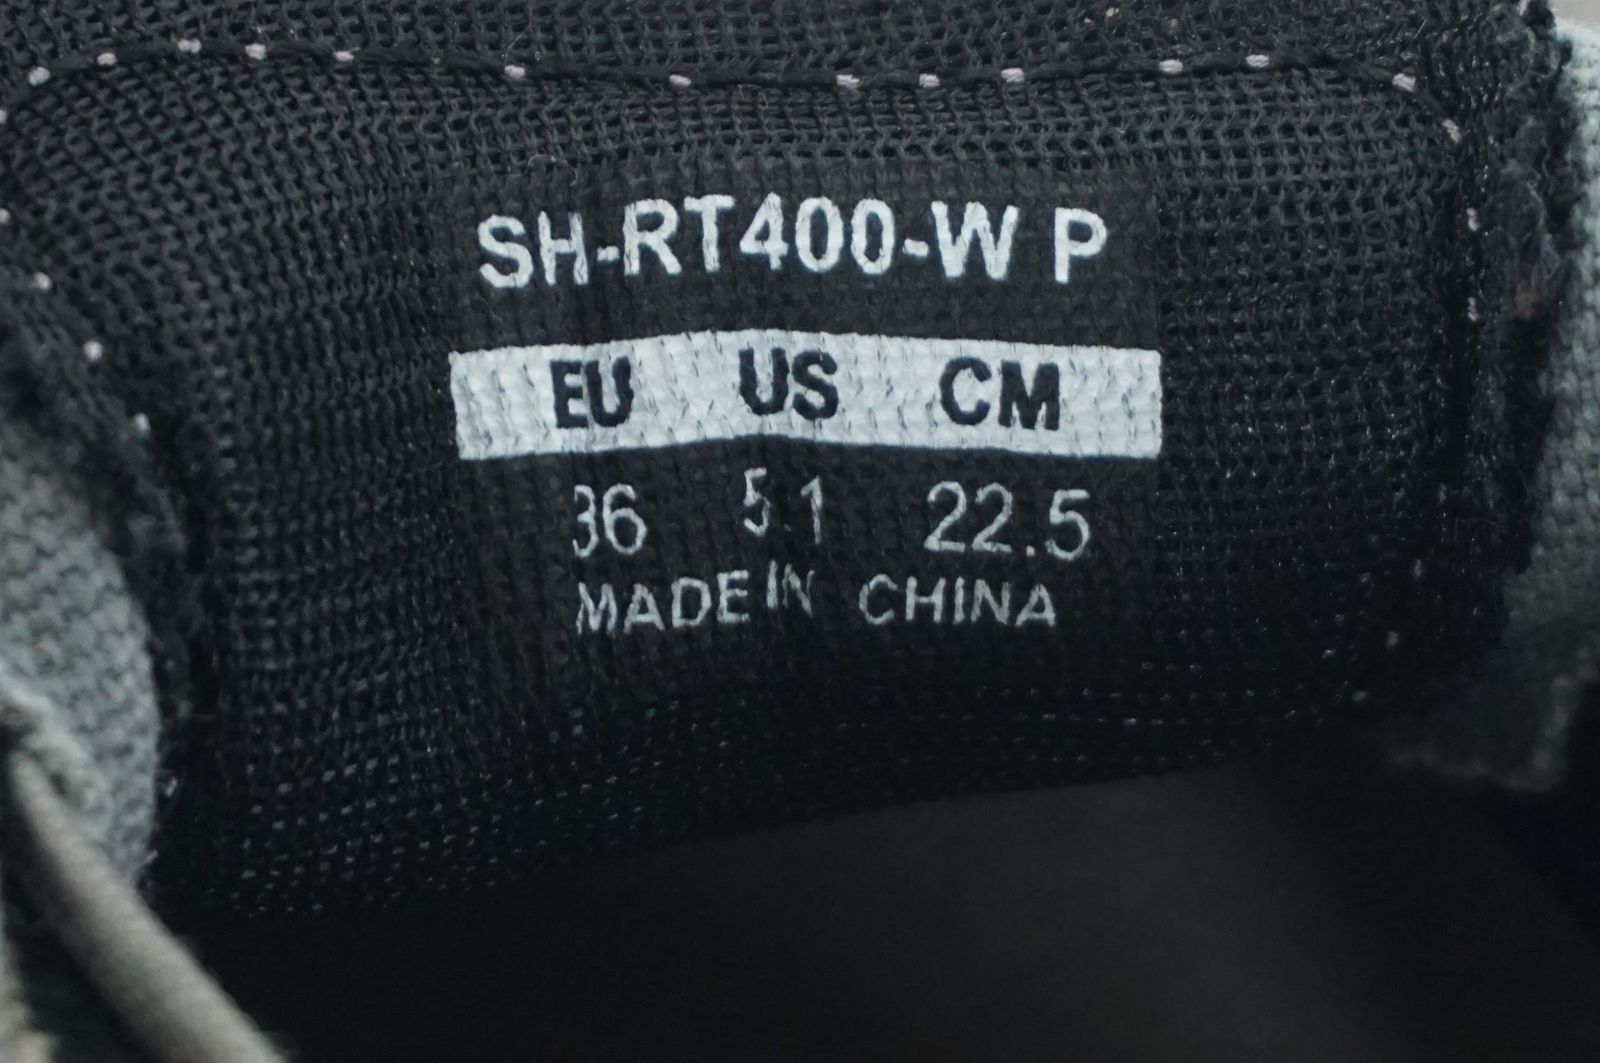 SH-RT400-W P
EU US CM
36 5.1 22.5
MADE IN CHINA